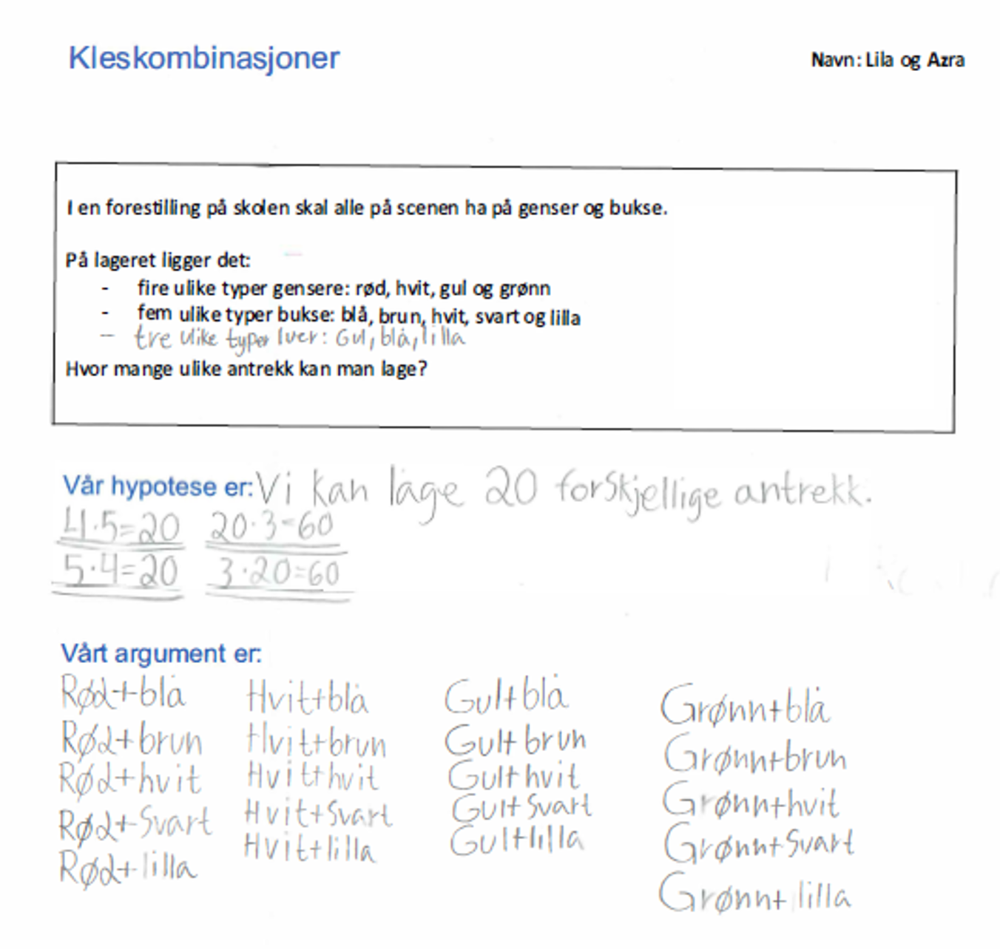 Kleskombinasjoner
Navn: Lila og Azra
I en forestilling på skolen skal alle på scenen ha på genser og bukse.
På lageret ligger det:
- fire ulike typer gensere: rød, hvit, gul og grønn
- fem ulike typer bukse: blå, brun, hvit, svart og lilla
- tre ulike typer luer: Gul, blå, lilla
Hvor mange ulike antrekk kan man lage?
Vår hypotese er: Vi kan lage 20 forskjellige antrekk.
4·5=20 20·3=60
5·4=20 3·20=60
Vårt argument er:
Rød+blå Hvit+blå Gul+blå Grønn+blå
Rød+brun Hvit+brun Gul+brun Grønn+brun
Rød+hvit Hvit+hvit Gul+hvit Grønn+hvit
Rød+Svart Hvit+Svart Gul+Svart Grønn+Svart
Rød+lilla Hvit+lilla Gul+lilla Grønn+lilla